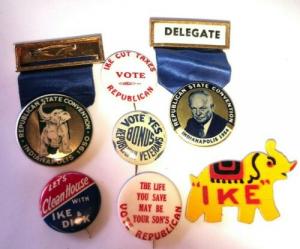 DELEGATE
IKE CUT TAXES
VOTE
REPUBLICAN
REPUBLICAN STATE CONVENTION
INDIANAPOLIS 1950
VOTE YES
BONUS
VETERANS
REPUBLICAN STATE CONVENTION
INDIANAPOLIS
LET'S
Clean House
WITH
IKE &
DICK
THE LIFE
YOU SAVE
MAY BE
YOUR SON'S
VOTE REPUBLICAN
"IKE"